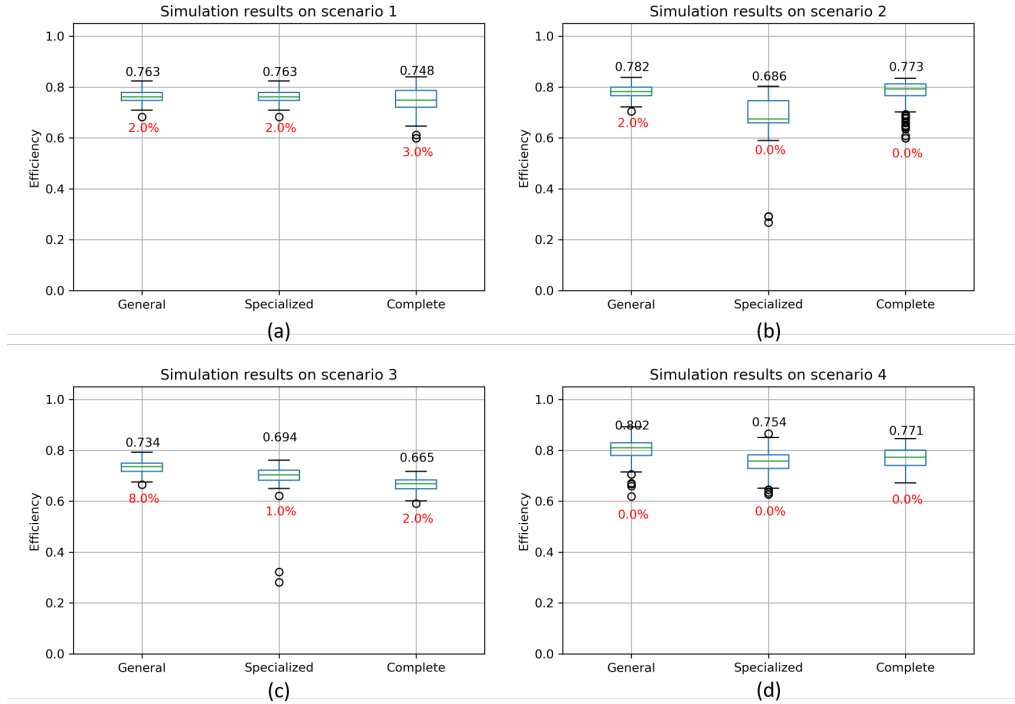 Simulation results on scenario 1
1.0
0.8
0.6
0.4
0.2
0.0
Efficiency
0.763
0.763
0.748
2.0%
2.0%
3.0%
General
Specialized
Complete
(a)
Simulation results on scenario 2
1.0
0.8
0.6
0.4
0.2
0.0
Efficiency
0.782
0.686
0.773
2.0%
0.0%
0.0%
General
Specialized
Complete
(b)
Simulation results on scenario 3
1.0
0.8
0.6
0.4
0.2
0.0
Efficiency
0.734
0.694
0.665
8.0%
1.0%
2.0%
General
Specialized
Complete
(c)
Simulation results on scenario 4
1.0
0.8
0.6
0.4
0.2
0.0
Efficiency
0.802
0.754
0.771
0.0%
0.0%
0.0%
General
Specialized
Complete
(d)